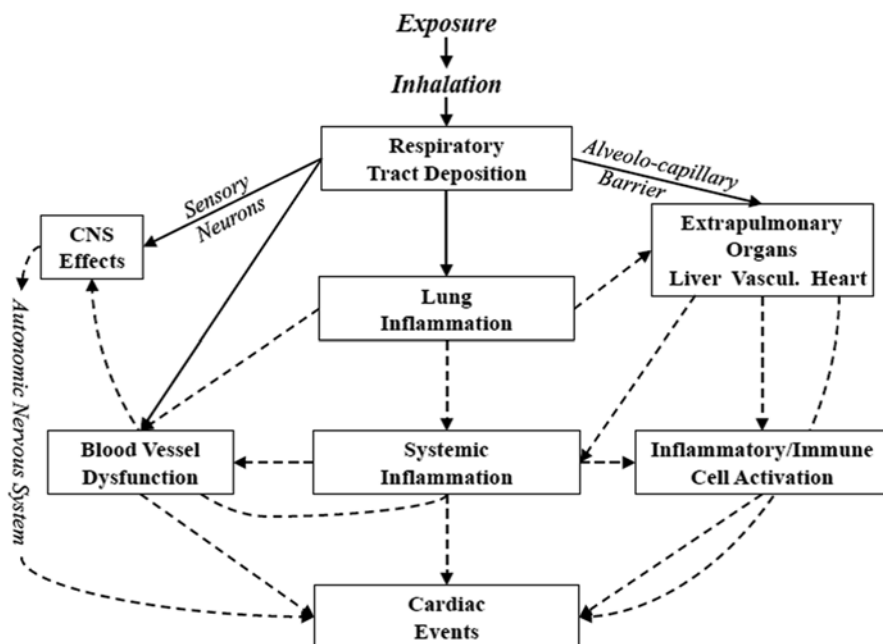 Exposure
Inhalation
Respiratory
Tract Deposition
Alveolo-capillary
Barrier
Sensory
Neurons
CNS
Effects
Extrapulmonary
Organs
Liver Vascul. Heart
Lung
Inflammation
Autonomic Nervous System
Blood Vessel
Dysfunction
Systemic
Inflammation
Inflammatory/Immune
Cell Activation
Cardiac
Events